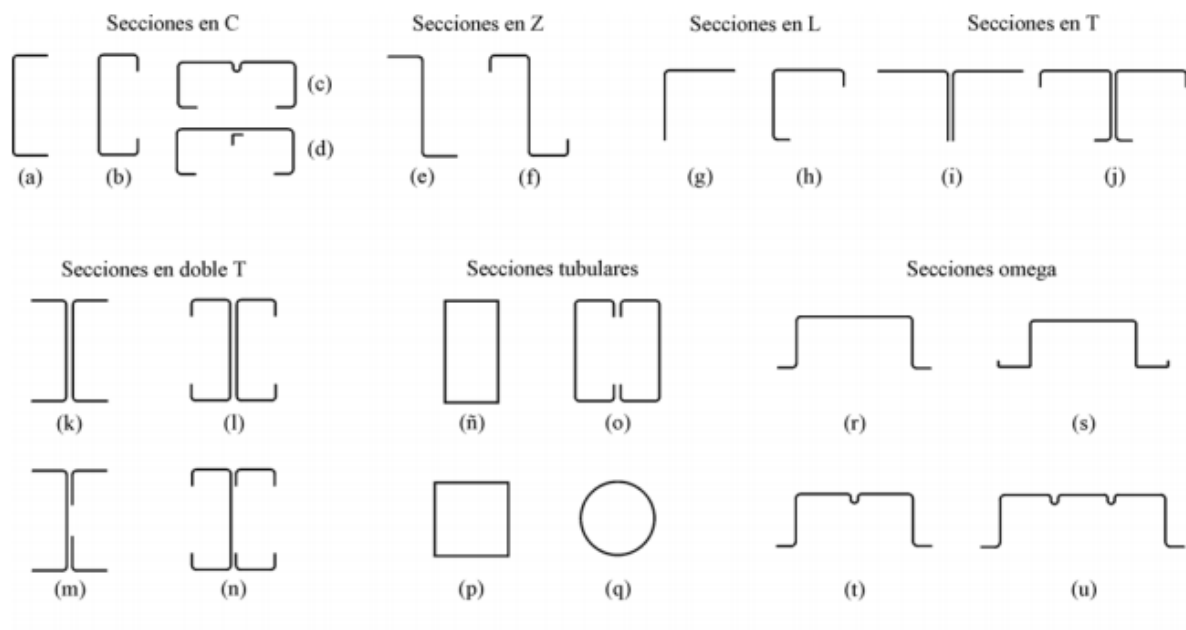 Secciones en C
Secciones en Z
Secciones en L
Secciones en T
(c)
(d)
(a)
(b)
(e)
(f)
(g)
(h)
(i)
(j)
Secciones en doble T
Secciones tubulares
Secciones omega
(k)
(l)
(ñ)
(o)
(r)
(s)
(m)
(n)
(p)
(q)
(t)
(u)